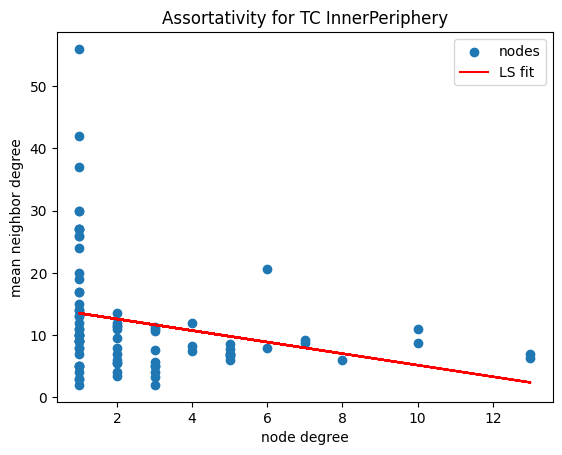 Assortativity for TC InnerPeriphery
nodes
LS fit
mean neighbor degree
50
40
30
20
10
0
2
4
6
8
10
12
node degree